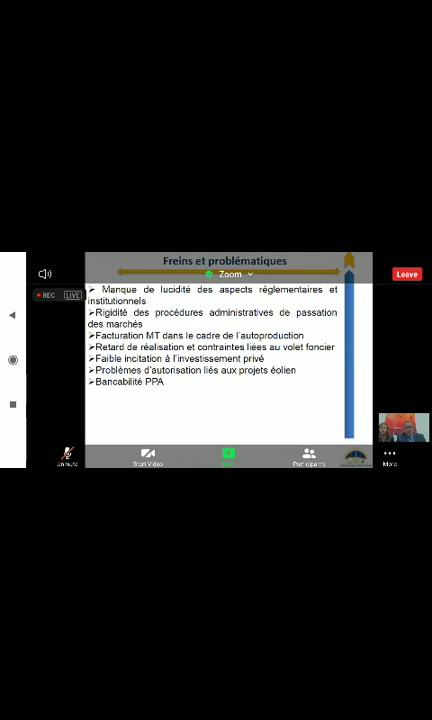 Freins et problématiques
Zoom
Leave
REC LIVE
➢ Manque de lucidité des aspects réglementaires et
institutionnels
➢Rigidité des procédures administratives de passation
des marchés
➢Facturation MT dans le cadre de l'autoproduction
➢Retard de réalisation et contraintes liées au volet foncier
➢Faible incitation à l'investissement privé
➢Problèmes d'autorisation liés aux projets éolien
➢Bancabilité PPA
Unmute
Start Video
Participants
More